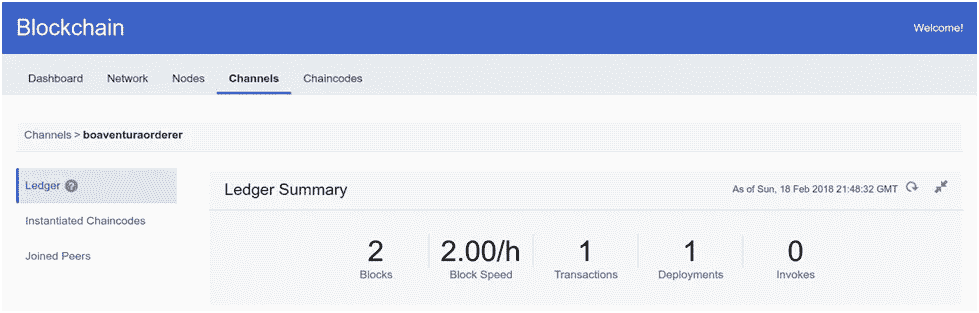 Blockchain
Welcome!
Dashboard Network Nodes Channels Chaincodes
Channels > boaventuraorderer
Ledger ?
Instantiated Chaincodes
Joined Peers
Ledger Summary
As of Sun, 18 Feb 2018 21:48:32 GMT
2 2.00/h 1 1 0
Blocks Block Speed Transactions Deployments Invokes